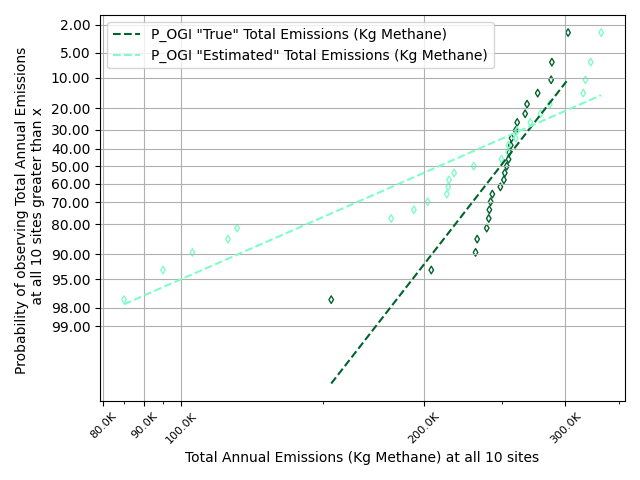 P_OGI "True" Total Emissions (Kg Methane)
P_OGI "Estimated" Total Emissions (Kg Methane)
Probability of observing Total Annual Emissions
at all 10 sites greater than x
2.00
5.00
10.00
20.00
30.00
40.00
50.00
60.00
70.00
80.00
90.00
95.00
98.00
99.00
80.0K
90.0K
100.0K
200.0K
300.0K
Total Annual Emissions (Kg Methane) at all 10 sites